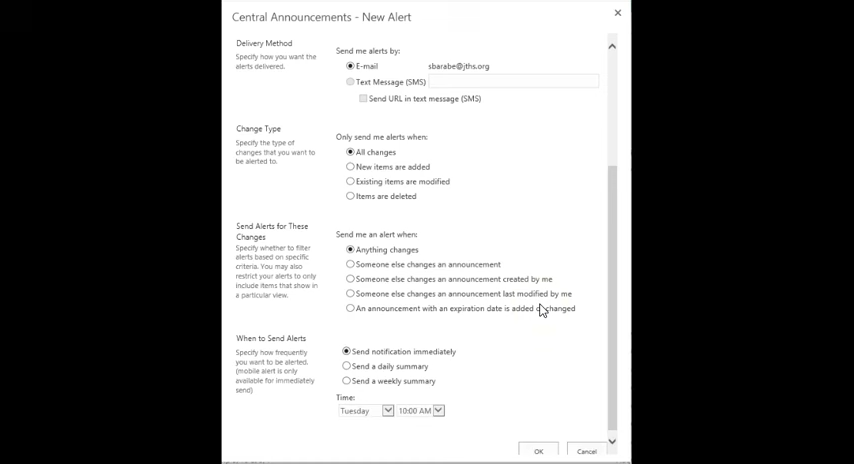 Central Announcements - New Alert
Delivery Method
Specify how you want the
alerts delivered.
Send me alerts by:
E-mail
sbarabe@jths.org
Text Message (SMS)
Send URL in text message (SMS)
Change Type
Specify the type of
changes that you want to
be alerted to.
Only send me alerts when:
All changes
New items are added
Existing items are modified
Items are deleted
Send Alerts for These
Changes
Specify whether to filter
alerts based on specific
criteria. You may also
restrict your alerts to only
include items that show in
a particular view.
Send me an alert when:
Anything changes
Someone else changes an announcement
Someone else changes an announcement created by me
Someone else changes an announcement last modified by me
An announcement with an expiration date is added or changed
When to Send Alerts
Specify how frequently
you want to be alerted.
(mobile alert is only
available for immediately
send)
Send notification immediately
Send a daily summary
Send a weekly summary
Time:
Tuesday 10:00 AM
OK Cancel